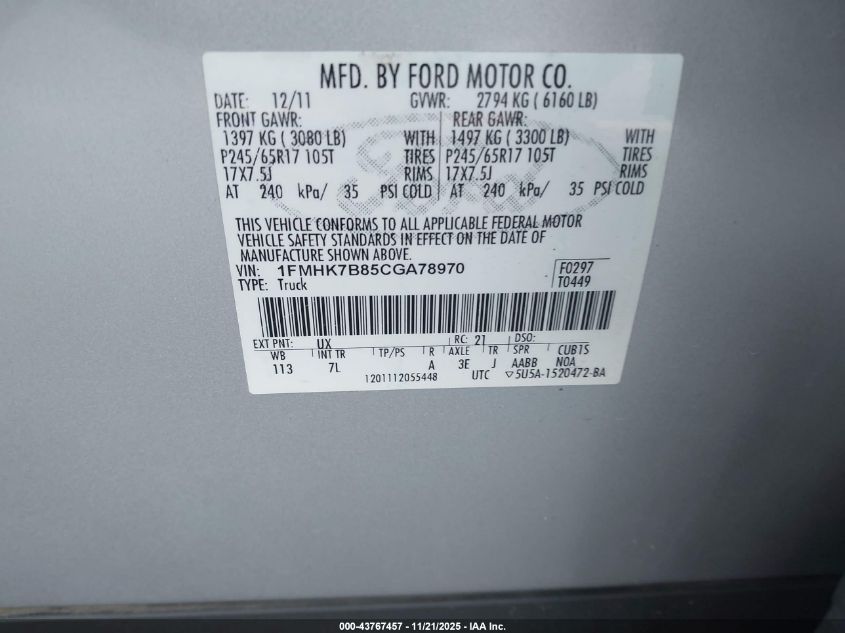 MFD. BY FORD MOTOR CO.
DATE: 12/11 GVWR: 2794 KG ( 6160 LB)
FRONT GAWR: REAR GAWR:
1397 KG ( 3080 LB) WITH 1497 KG ( 3300 LB) WITH
P245/65R17 105T TIRES P245/65R17 105T TIRES
17X7.5J RIMS 17X7.5J RIMS
AT 240 kPa/ 35 PSI COLD AT 240 kPa/ 35 PSI COLD
THIS VEHICLE CONFORMS TO ALL APPLICABLE FEDERAL MOTOR
VEHICLE SAFETY STANDARDS IN EFFECT ON THE DATE OF
MANUFACTURE SHOWN ABOVE.
VIN: 1FMHK7B85CGA78970 F0297
TYPE: Truck T0449
EXT PNT: UX RC: 21 DSO:
WB INT TR TP/PS R AXLE TR SPR CUBTS
113 7L A 3E J AABB NOA
1201112055448 UTC ▽5U5A-1520472-BA
Ford
000-43767457 - 11/21/2025 - IAA Inc.